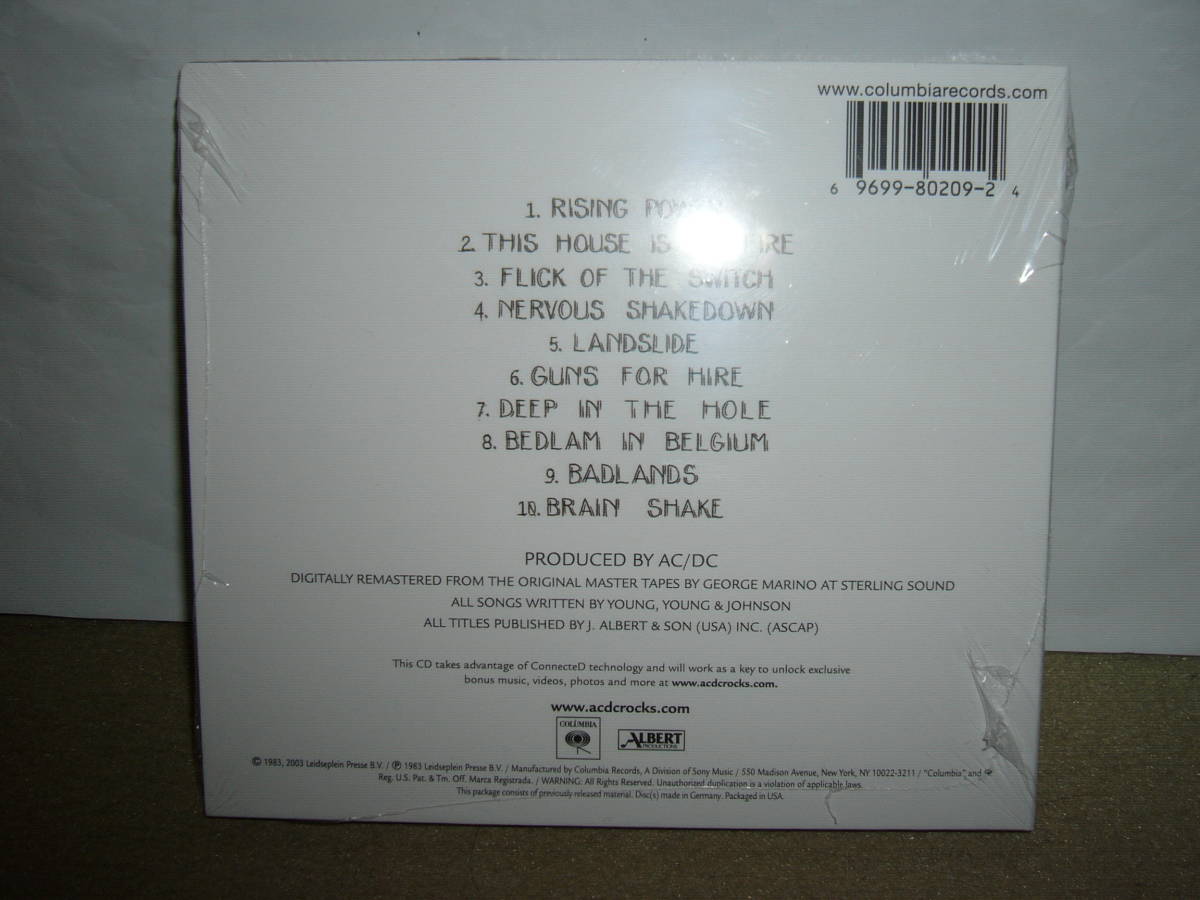 www.columbiarecords.com
6 9699-80209-2 4
1. RISING
2. THIS HOUSE IS
3. FLICK OF THE SWITCH
4. NERVOUS SHAKEDOWN
5. LANDSLIDE
6. GUNS FOR HIRE
7. DEEP IN THE HOLE
8. BEDLAM IN BELGIUM
9. BADLANDS
10. BRAIN SHAKE
PRODUCED BY AC/DC
DIGITALLY REMASTERED FROM THE ORIGINAL MASTER TAPES BY GEORGE MARINO AT STERLING SOUND
ALL SONGS WRITTEN BY YOUNG, YOUNG & JOHNSON
ALL TITLES PUBLISHED BY J. ALBERT & SON (USA) INC. (ASCAP)
This CD takes advantage of ConnecteD technology and will work as a key to unlock exclusive
bonus music, videos, photos and more at www.acdcrocks.com.
www.acdcrocks.com
COLUMBIA
ALBERT
PRODUCTIONS
© 1983, 2003 Leidseplein Presse B.V. / ℗ 1983 Leidseplein Presse B.V. / Manufactured by Columbia Records, A Division of Sony Music / 550 Madison Avenue, New York, NY 10022-3211 / "Columbia" and
Reg. U.S. Pat. & Tm. Off. Marca Registrada. / WARNING: All Rights Reserved. Unauthorized duplication is a violation of applicable laws.
This package consists of previously released material. Disc(s) made in Germany. Packaged in USA.